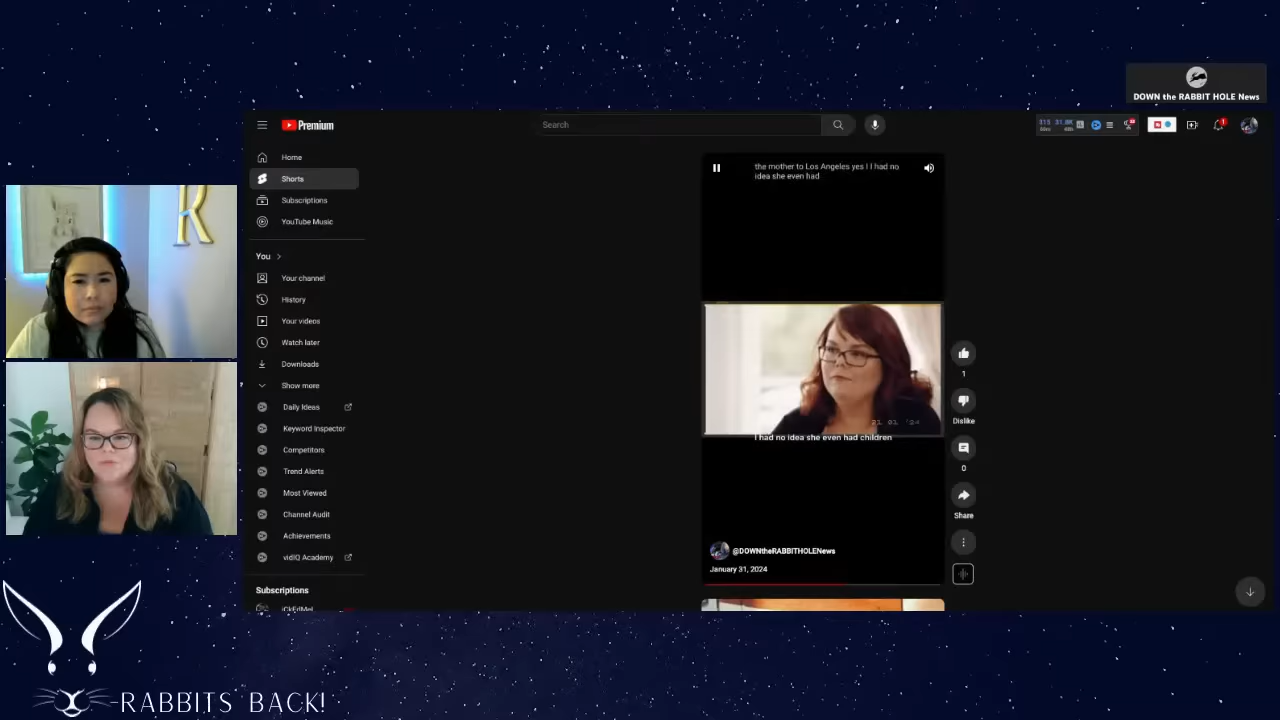 DOWN the RABBIT HOLE News
Premium
Search
Home
Shorts
Subscriptions
YouTube Music
You
Your channel
History
Your videos
Watch later
Downloads
Show more
Daily Ideas
Keyword Inspector
Competitors
Trend Alerts
Most Viewed
Channel Audit
Achievements
vidIQ Academy
Subscriptions
the mother to Los Angeles yes I I had no
idea she even had
I had no idea she even had children
@DOWNtheRABBITHOLENews
January 31, 2024
1
Dislike
0
Share
R
RABBITS BACK!